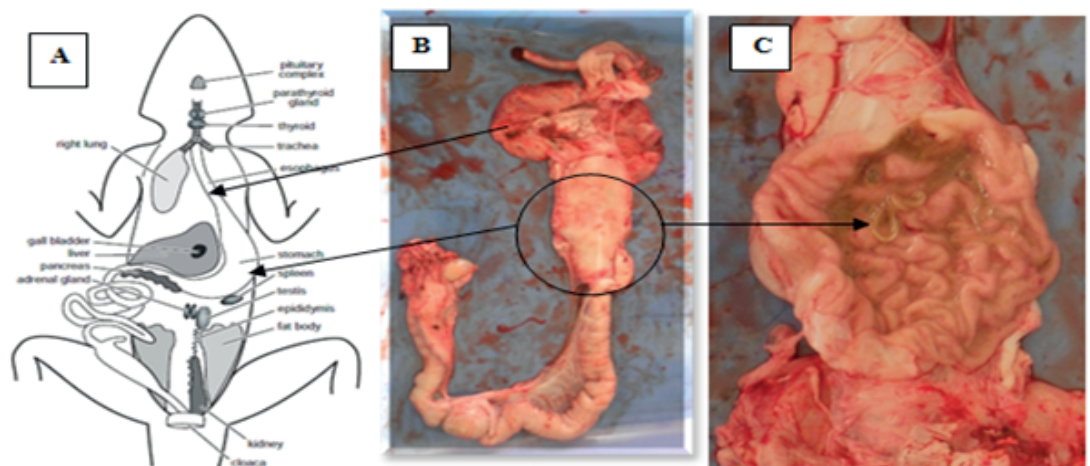 A
pituitary
complex
parathyroid
gland
thyroid
trachea
right lung
esophagus
gall bladder
liver
pancreas
adrenal gland
stomach
spleen
testis
epididymis
fat body
kidney
cloaca
B
C